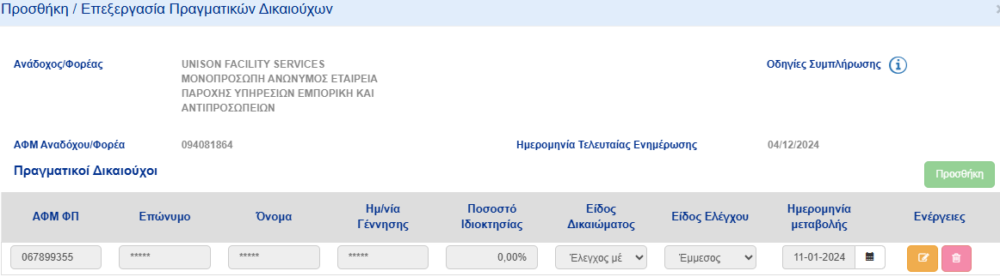 Προσθήκη / Επεξεργασία Πραγματικών Δικαιούχων
Ανάδοχος/Φορέας UNISON FACILITY SERVICES Οδηγίες Συμπλήρωσης
ΜΟΝΟΠΡΟΣΩΠΗ ΑΝΩΝΥΜΟΣ ΕΤΑΙΡΕΙΑ
ΠΑΡΟΧΗΣ ΥΠΗΡΕΣΙΩΝ ΕΜΠΟΡΙΚΗ ΚΑΙ
ΑΝΤΙΠΡΟΣΩΠΕΙΩΝ
ΑΦΜ Αναδόχου/Φορέα 094081864 Ημερομηνία Τελευταίας Ενημέρωσης 04/12/2024
Πραγματικοί Δικαιούχοι Προσθήκη
ΑΦΜ ΦΠ Επώνυμο Όνομα Ημ/νία Γέννησης Ποσοστό Ιδιοκτησίας Είδος Δικαιώματος Είδος Ελέγχου Ημερομηνία μεταβολής Ενέργειες
067899355 ***** ***** ***** 0,00% Έλεγχος μέ Έμμεσος 11-01-2024